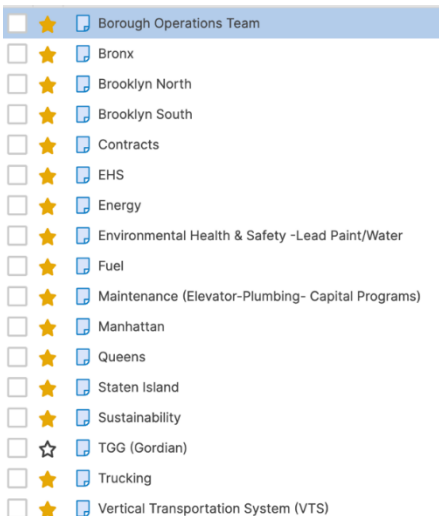 Borough Operations Team
Bronx
Brooklyn North
Brooklyn South
Contracts
EHS
Energy
Environmental Health & Safety -Lead Paint/Water
Fuel
Maintenance (Elevator-Plumbing- Capital Programs)
Manhattan
Queens
Staten Island
Sustainability
TGG (Gordian)
Trucking
Vertical Transportation System (VTS)